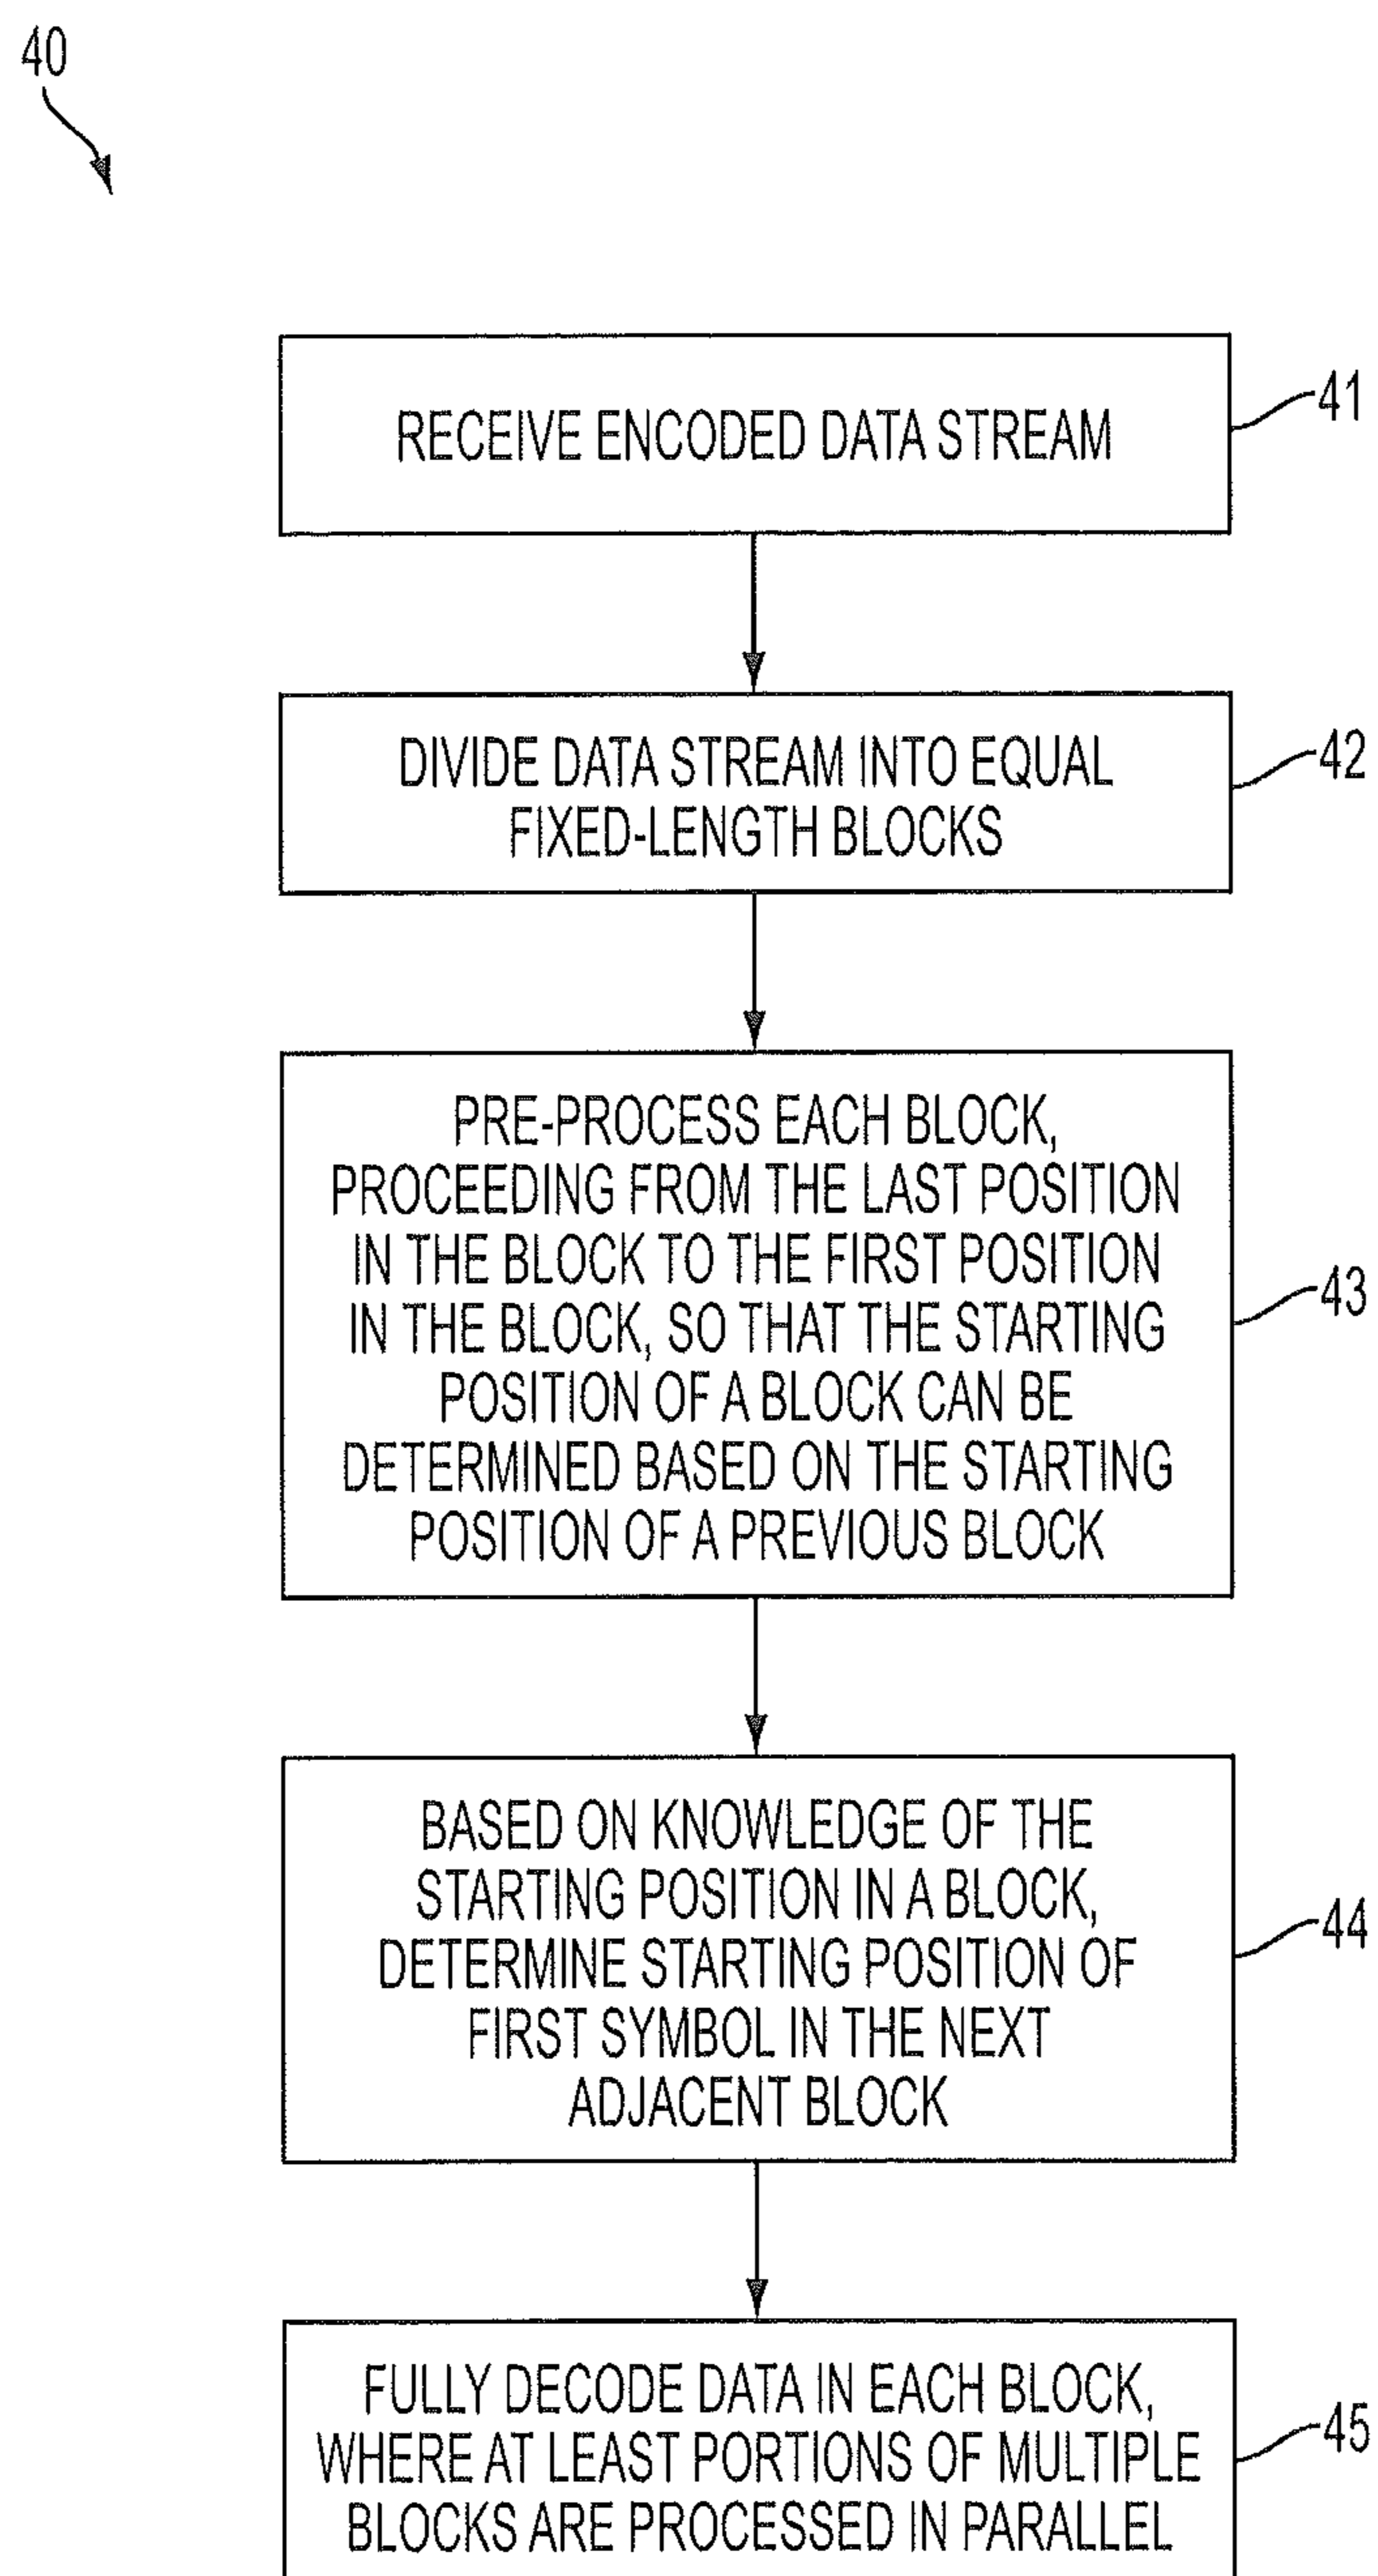 40
RECEIVE ENCODED DATA STREAM
41
DIVIDE DATA STREAM INTO EQUAL
FIXED-LENGTH BLOCKS
42
PRE-PROCESS EACH BLOCK,
PROCEEDING FROM THE LAST POSITION
IN THE BLOCK TO THE FIRST POSITION
IN THE BLOCK, SO THAT THE STARTING
POSITION OF A BLOCK CAN BE
DETERMINED BASED ON THE STARTING
POSITION OF A PREVIOUS BLOCK
43
BASED ON KNOWLEDGE OF THE
STARTING POSITION IN A BLOCK,
DETERMINE STARTING POSITION OF
FIRST SYMBOL IN THE NEXT
ADJACENT BLOCK
44
FULLY DECODE DATA IN EACH BLOCK,
WHERE AT LEAST PORTIONS OF MULTIPLE
BLOCKS ARE PROCESSED IN PARALLEL
45